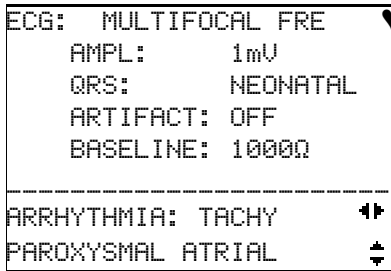 ECG: MULTIFOCAL FRE
AMPL: 1mV
QRS: NEONATAL
ARTIFACT: OFF
BASELINE: 1000Ω
ARRHYTHMIA: TACHY
PAROXYSMAL ATRIAL